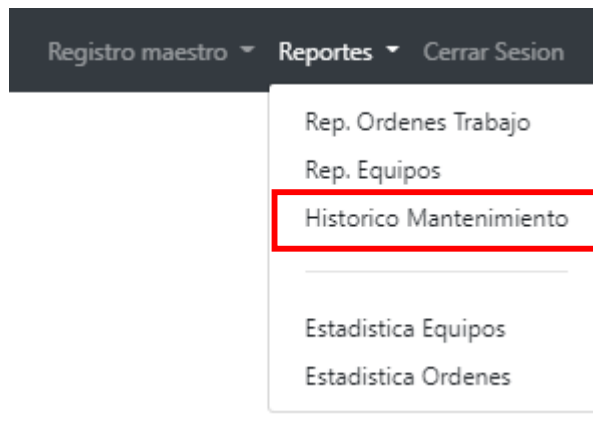 Registro maestro Reportes Cerrar Sesion
Rep. Ordenes Trabajo
Rep. Equipos
Historico Mantenimiento
Estadistica Equipos
Estadistica Ordenes